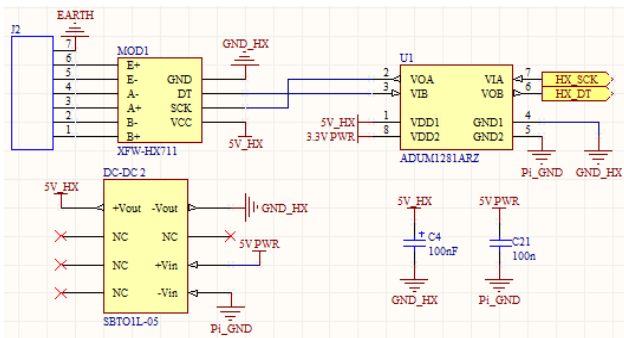 EARTH
J2
7
6
5
4
3
2
1
MOD1
E+
E-
A-
A+
B-
B+
GND
DT
SCK
VCC
XFW-HX711
GND_HX
5V_HX
U1
2 VOA VIA 7 HX_SCK
3 VIB VOB 6 HX_DT
5V_HX 1 VDD1 GND1 4
3.3V PWR 8 VDD2 GND2 5
ADUM1281ARZ
Pi_GND
GND_HX
DC-DC 2
5V_HX
+Vout -Vout GND_HX
NC NC
5V PWR
NC +Vin
NC -Vin
SBTO1L-05
Pi_GND
5V_HX
+
C4
100nF
GND_HX
5V PWR
C21
100n
Pi_GND